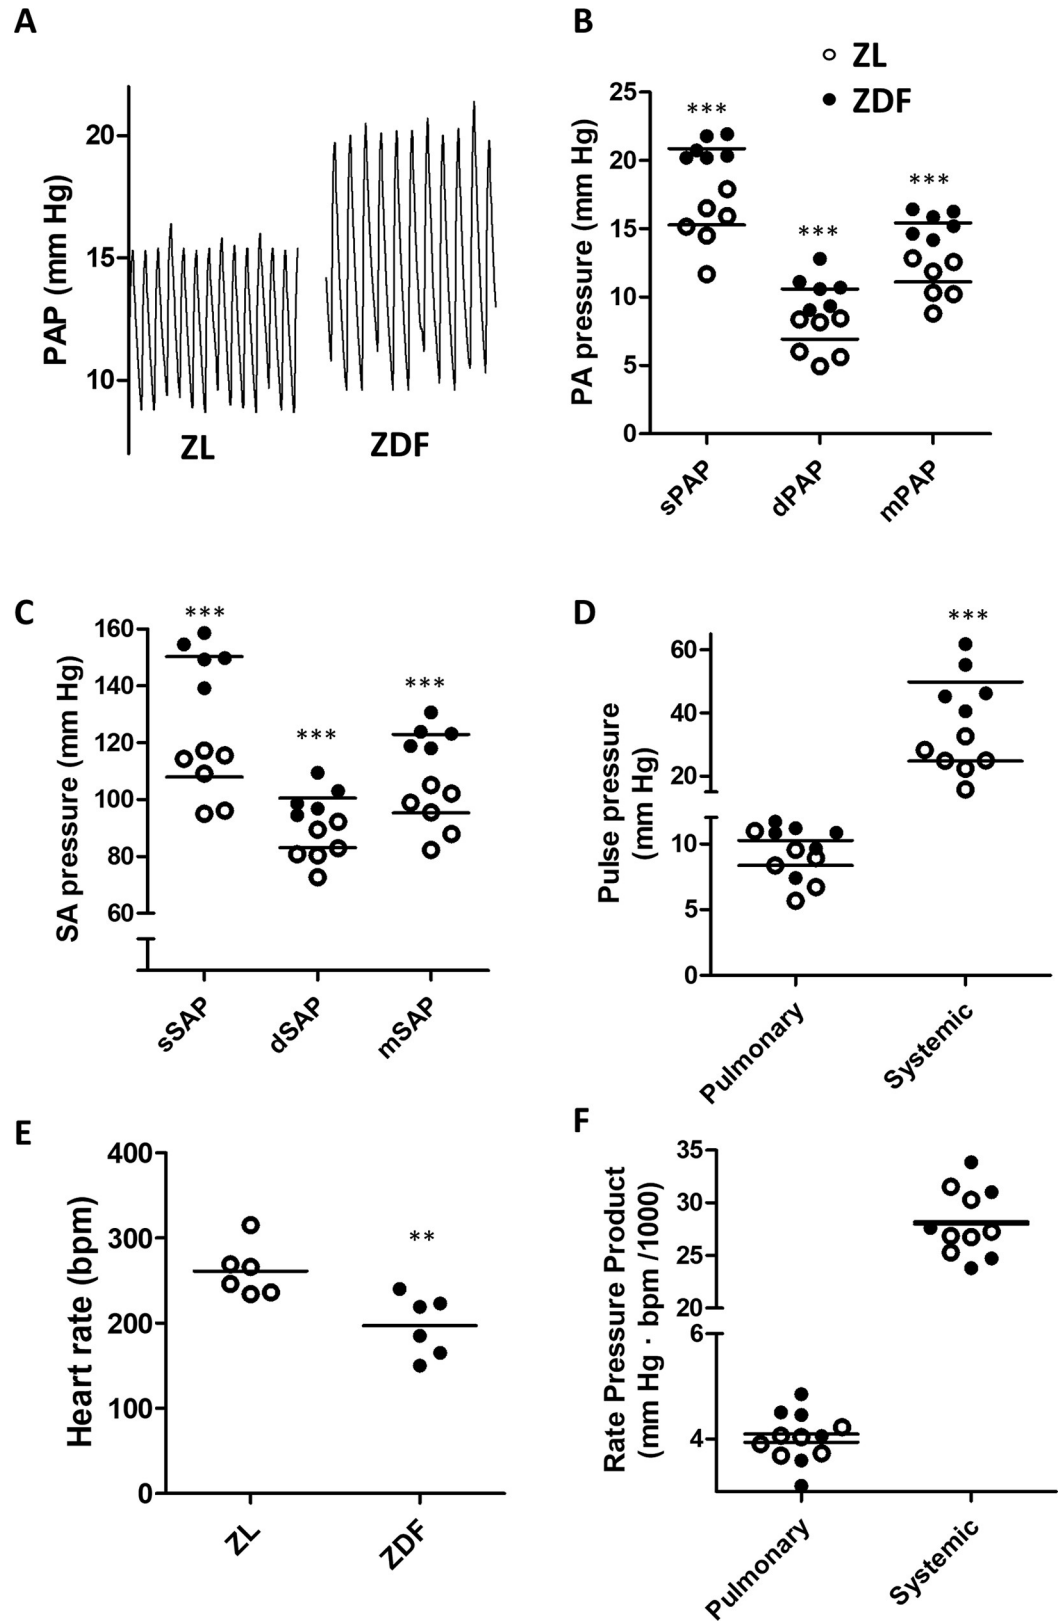 A
PAP (mm Hg)
20
15
10
ZL
ZDF
B
ZL
ZDF
PA pressure (mm Hg)
25
20
15
10
5
0
***
***
***
sPAP
dPAP
mPAP
C
SA pressure (mm Hg)
160
140
120
100
80
60
***
***
***
sSAP
dSAP
mSAP
D
Pulse pressure
(mm Hg)
60
40
20
10
5
0
***
Pulmonary
Systemic
E
Heart rate (bpm)
400
300
200
100
0
**
ZL
ZDF
F
Rate Pressure Product
(mm Hg · bpm /1000)
35
30
25
20
6
4
Pulmonary
Systemic